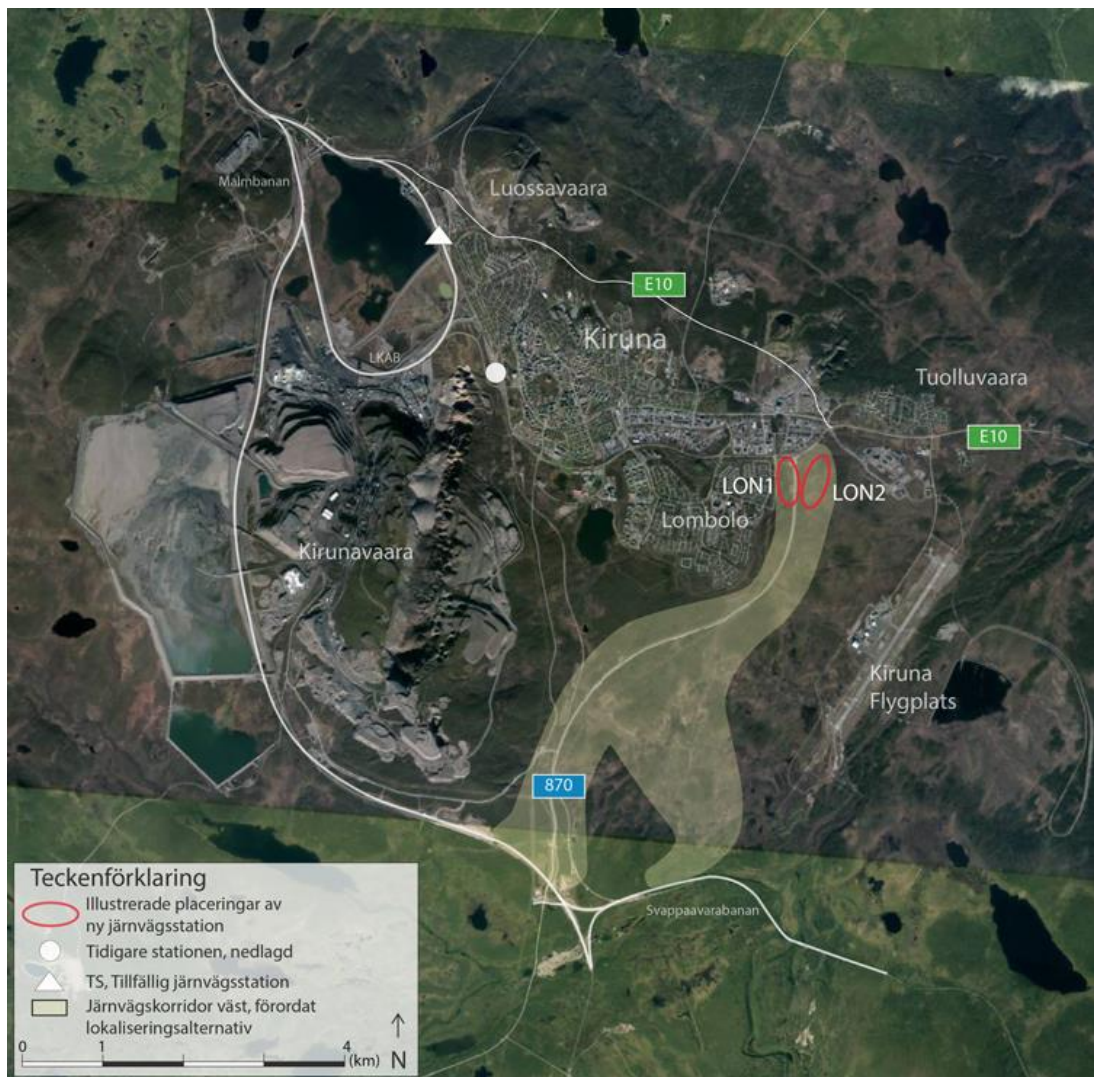 Malmbanan
Luossavaara
E10
Kiruna
LKAB
Tuolluvaara
E10
LON1
LON2
Lombolo
Kirunavaara
Kiruna
Flygplats
870
Svappaavarabanan
Teckenförklaring
Illustrerade placeringar av
ny järnvägsstation
Tidigare stationen, nedlagd
TS, Tillfällig järnvägsstation
Järnvägskorridor väst, förordat
lokaliseringsalternativ
0 1 4
(km)
N